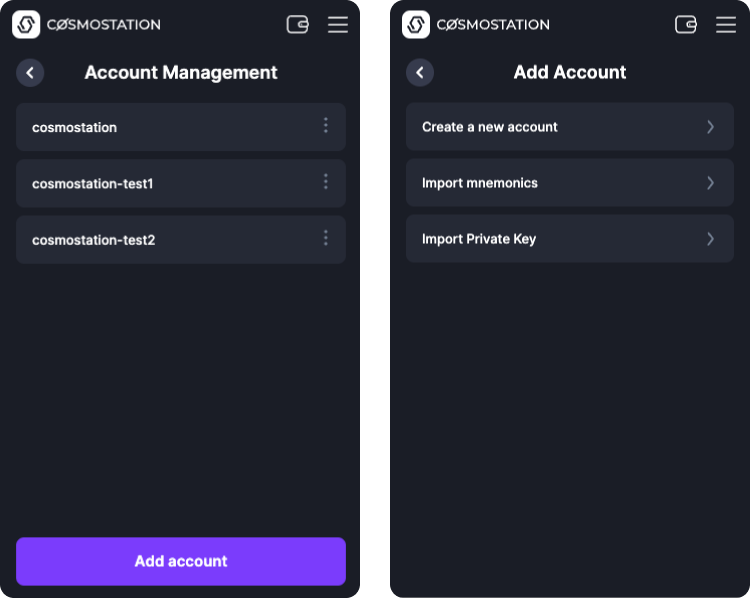 CØSMOSTATION
Account Management
cosmostation
cosmostation-test1
cosmostation-test2
Add account
CØSMOSTATION
Add Account
Create a new account
Import mnemonics
Import Private Key